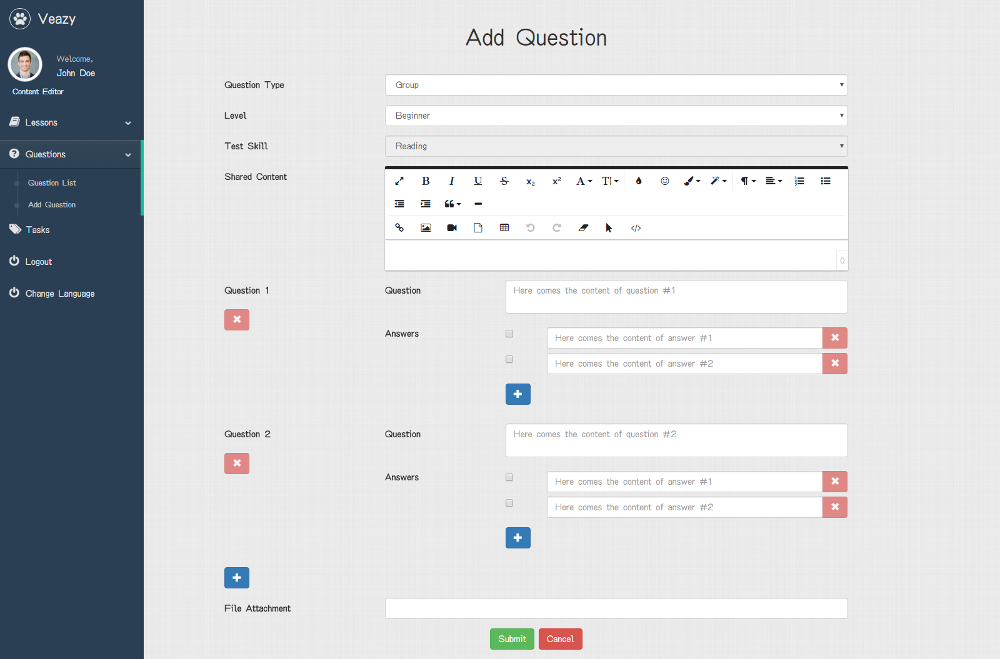 Veazy
Welcome,
John Doe
Content Editor
Lessons
Questions
Question List
Add Question
Tasks
Logout
Change Language
Add Question
Question Type
Group
Level
Beginner
Test Skill
Reading
Shared Content
0
Question 1
Question
Here comes the content of question #1
Answers
Here comes the content of answer #1
Here comes the content of answer #2
Question 2
Question
Here comes the content of question #2
Answers
Here comes the content of answer #1
Here comes the content of answer #2
File Attachment
Submit
Cancel